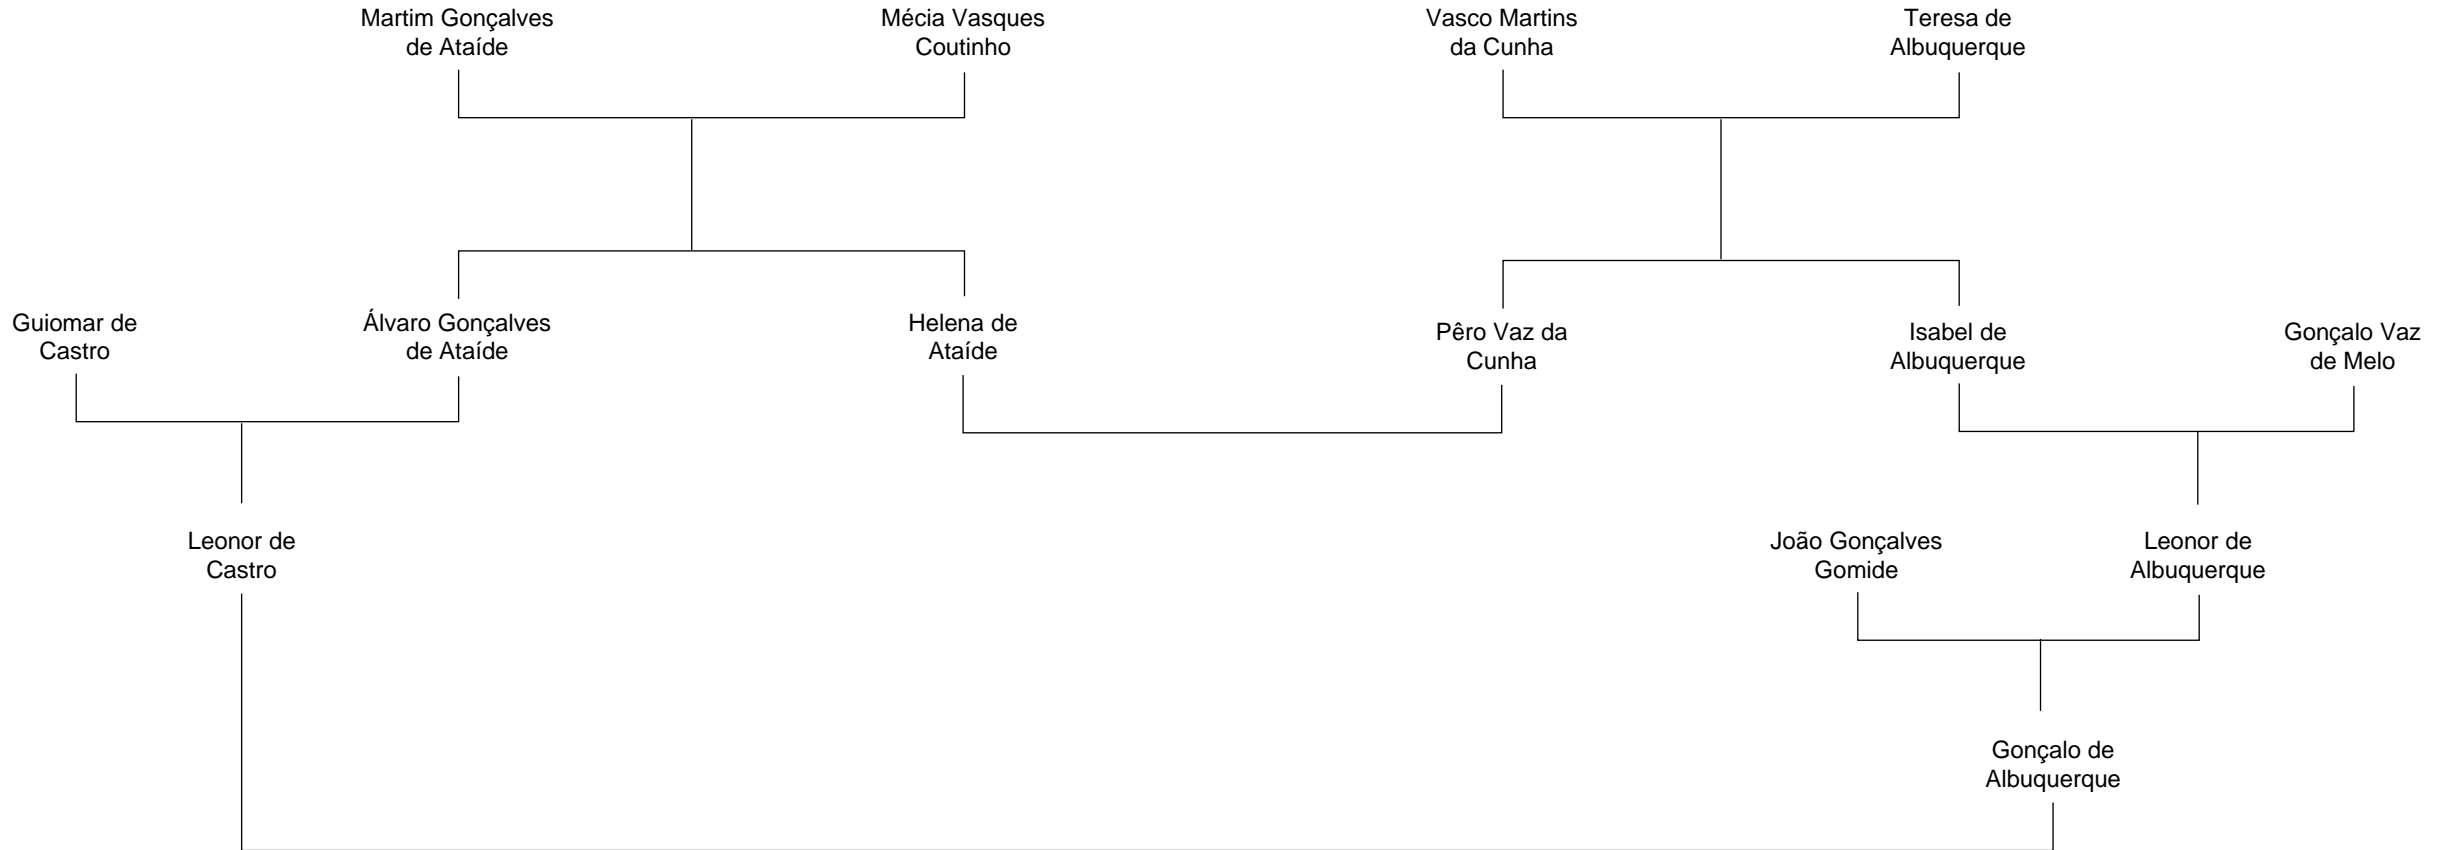 Martim Gonçalves
de Ataíde
Mécia Vasques
Coutinho
Vasco Martins
da Cunha
Teresa de
Albuquerque
Guiomar de
Castro
Álvaro Gonçalves
de Ataíde
Helena de
Ataíde
Pêro Vaz da
Cunha
Isabel de
Albuquerque
Gonçalo Vaz
de Melo
Leonor de
Castro
João Gonçalves
Gomide
Leonor de
Albuquerque
Gonçalo de
Albuquerque